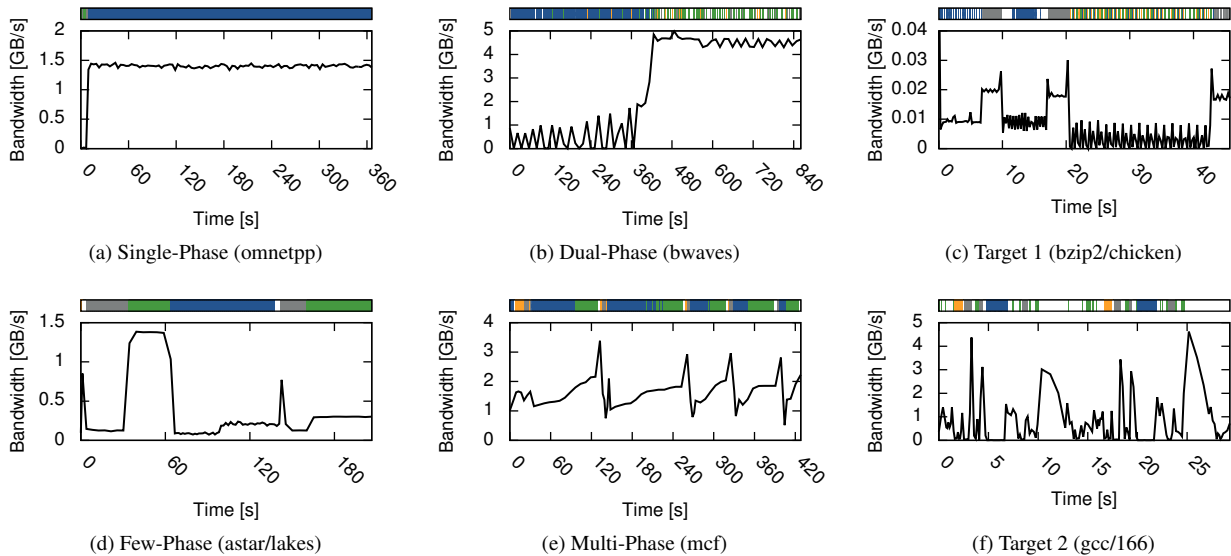 Bandwidth [GB/s]
2
1.5
1
0.5
0
0 60 120 180 240 300 360
Time [s]
(a) Single-Phase (omnetpp)
Bandwidth [GB/s]
5
4
3
2
1
0
0 120 240 360 480 600 720 840
Time [s]
(b) Dual-Phase (bwaves)
Bandwidth [GB/s]
0.04
0.03
0.02
0.01
0
0 10 20 30 40
Time [s]
(c) Target 1 (bzip2/chicken)
Bandwidth [GB/s]
1.5
1
0.5
0
0 60 120 180
Time [s]
(d) Few-Phase (astar/lakes)
Bandwidth [GB/s]
4
3
2
1
0
0 60 120 180 240 300 360 420
Time [s]
(e) Multi-Phase (mcf)
Bandwidth [GB/s]
5
4
3
2
1
0
0 5 10 15 20 25
Time [s]
(f) Target 2 (gcc/166)